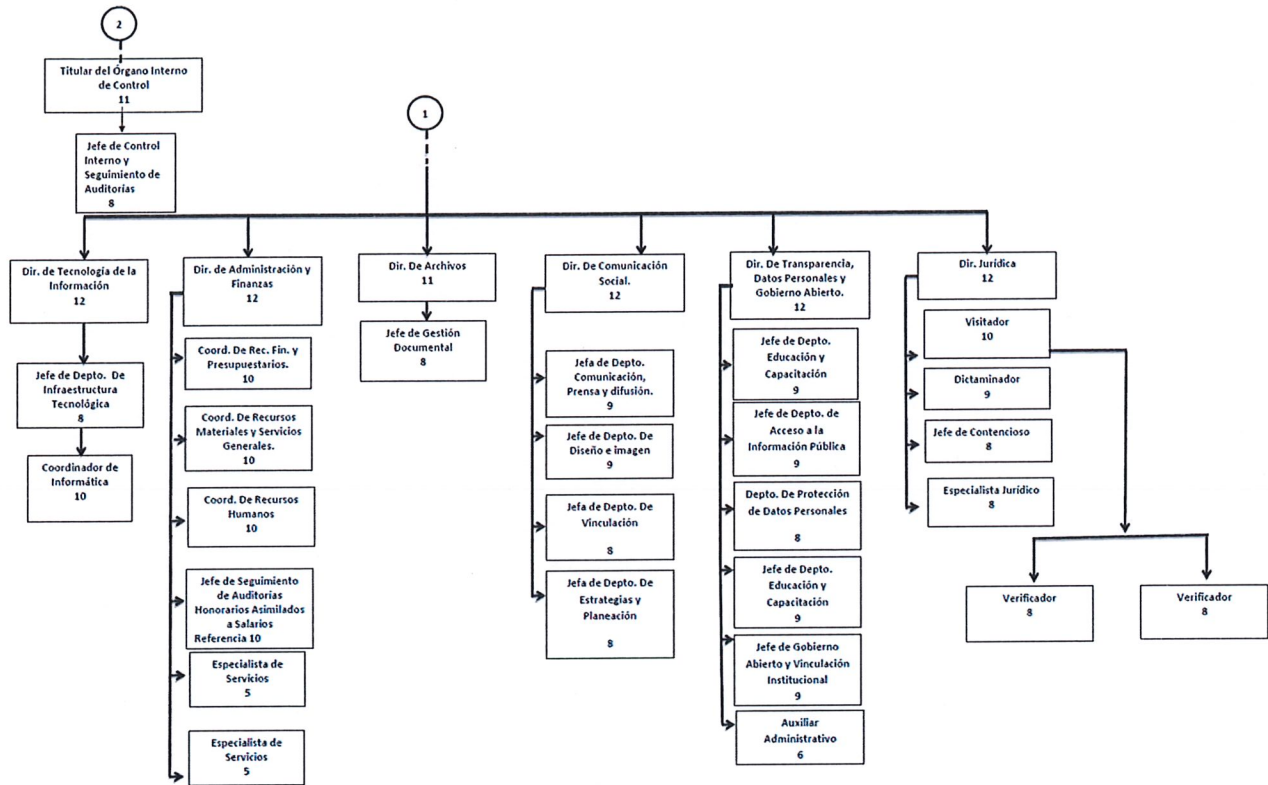 2
Titular del Órgano Interno
de Control
11
Jefe de Control
Interno y
Seguimiento de
Auditorías
8
1
Dir. de Tecnología de la
Información
12
Jefe de Depto. De
Infraestructura
Tecnológica
8
Coordinador de
Informática
10
Dir. de Administración y
Finanzas
12
Coord. De Rec. Fin. y
Presupuestarios.
10
Coord. De Recursos
Materiales y Servicios
Generales.
10
Coord. De Recursos
Humanos
10
Jefe de Seguimiento
de Auditorías
Honorarios Asimilados
a Salarios
Referencia 10
Especialista de
Servicios
5
Especialista de
Servicios
5
Dir. De Archivos
11
Jefe de Gestión
Documental
8
Dir. De Comunicación
Social.
12
Jefa de Depto.
Comunicación,
Prensa y difusión.
9
Jefe de Depto. De
Diseño e imagen
9
Jefa de Depto. De
Vinculación
8
Jefa de Depto. De
Estrategias y
Planeación
8
Dir. De Transparencia,
Datos Personales y
Gobierno Abierto.
12
Jefe de Depto.
Educación y
Capacitación
9
Jefe de Depto. de
Acceso a la
Información Pública
9
Depto. De Protección
de Datos Personales
8
Jefe de Depto.
Educación y
Capacitación
9
Jefe de Gobierno
Abierto y Vinculación
Institucional
9
Auxiliar
Administrativo
6
Dir. Jurídica
12
Visitador
10
Dictaminador
9
Jefe de Contencioso
8
Especialista Jurídico
8
Verificador
8
Verificador
8